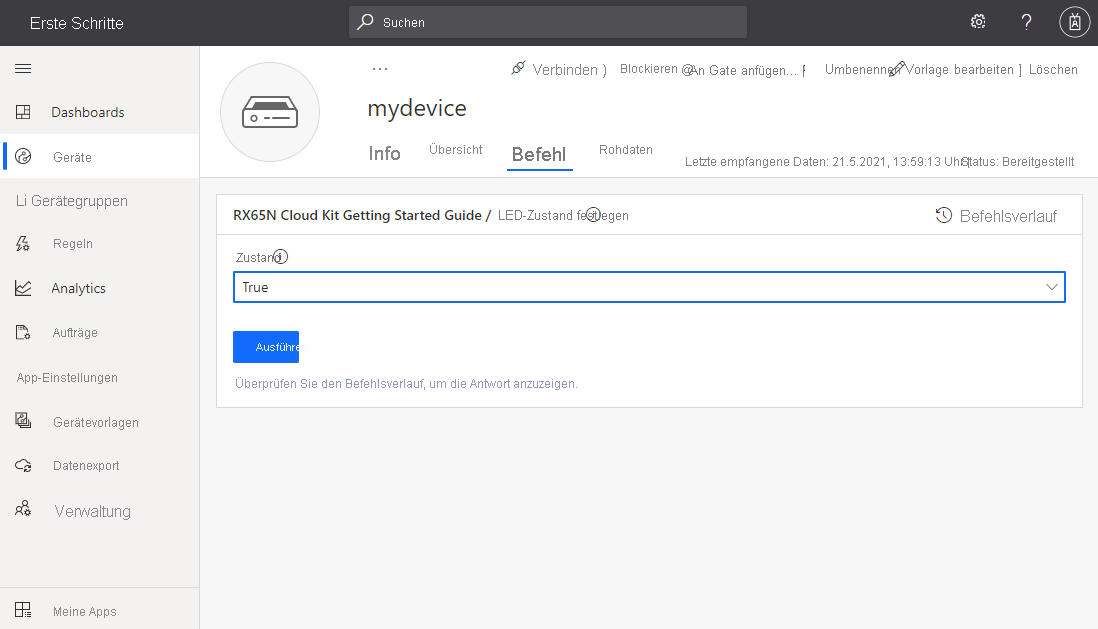 Erste Schritte
Suchen
?
Dashboards
Geräte
Li Gerätegruppen
Regeln
Analytics
Aufträge
App-Einstellungen
Gerätevorlagen
Datenexport
Verwaltung
Meine Apps
...
Verbinden ) Blockieren @ An Gate anfügen... Umbenennen Vorlage bearbeiten ] Löschen
mydevice
Info Übersicht Befehl Rohdaten
Letzte empfangene Daten: 21.5.2021, 13:59:13 Uhr| Status: Bereitgestellt
RX65N Cloud Kit Getting Started Guide / LED-Zustand festlegen
Befehlsverlauf
Zustand
True
Ausführe
Überprüfen Sie den Befehlsverlauf, um die Antwort anzuzeigen.